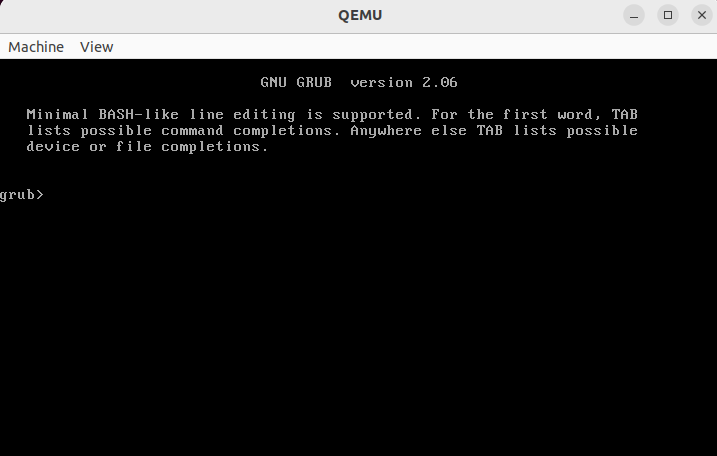 QEMU
Machine View
GNU GRUB version 2.06
Minimal BASH-like line editing is supported. For the first word, TAB
lists possible command completions. Anywhere else TAB lists possible
device or file completions.
grub>